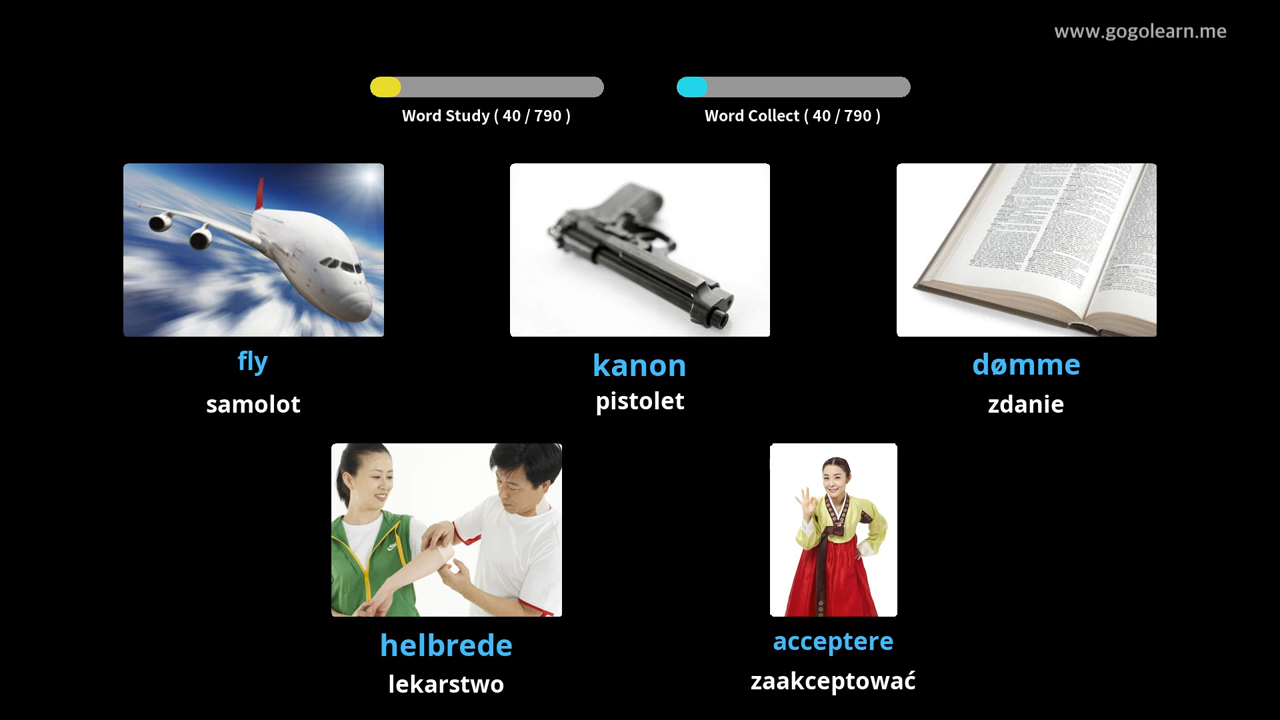 www.gogolearn.me
Word Study ( 40 / 790 )
Word Collect ( 40 / 790 )
fly
samolot
kanon
pistolet
dømme
zdanie
helbrede
lekarstwo
acceptere
zaakceptować